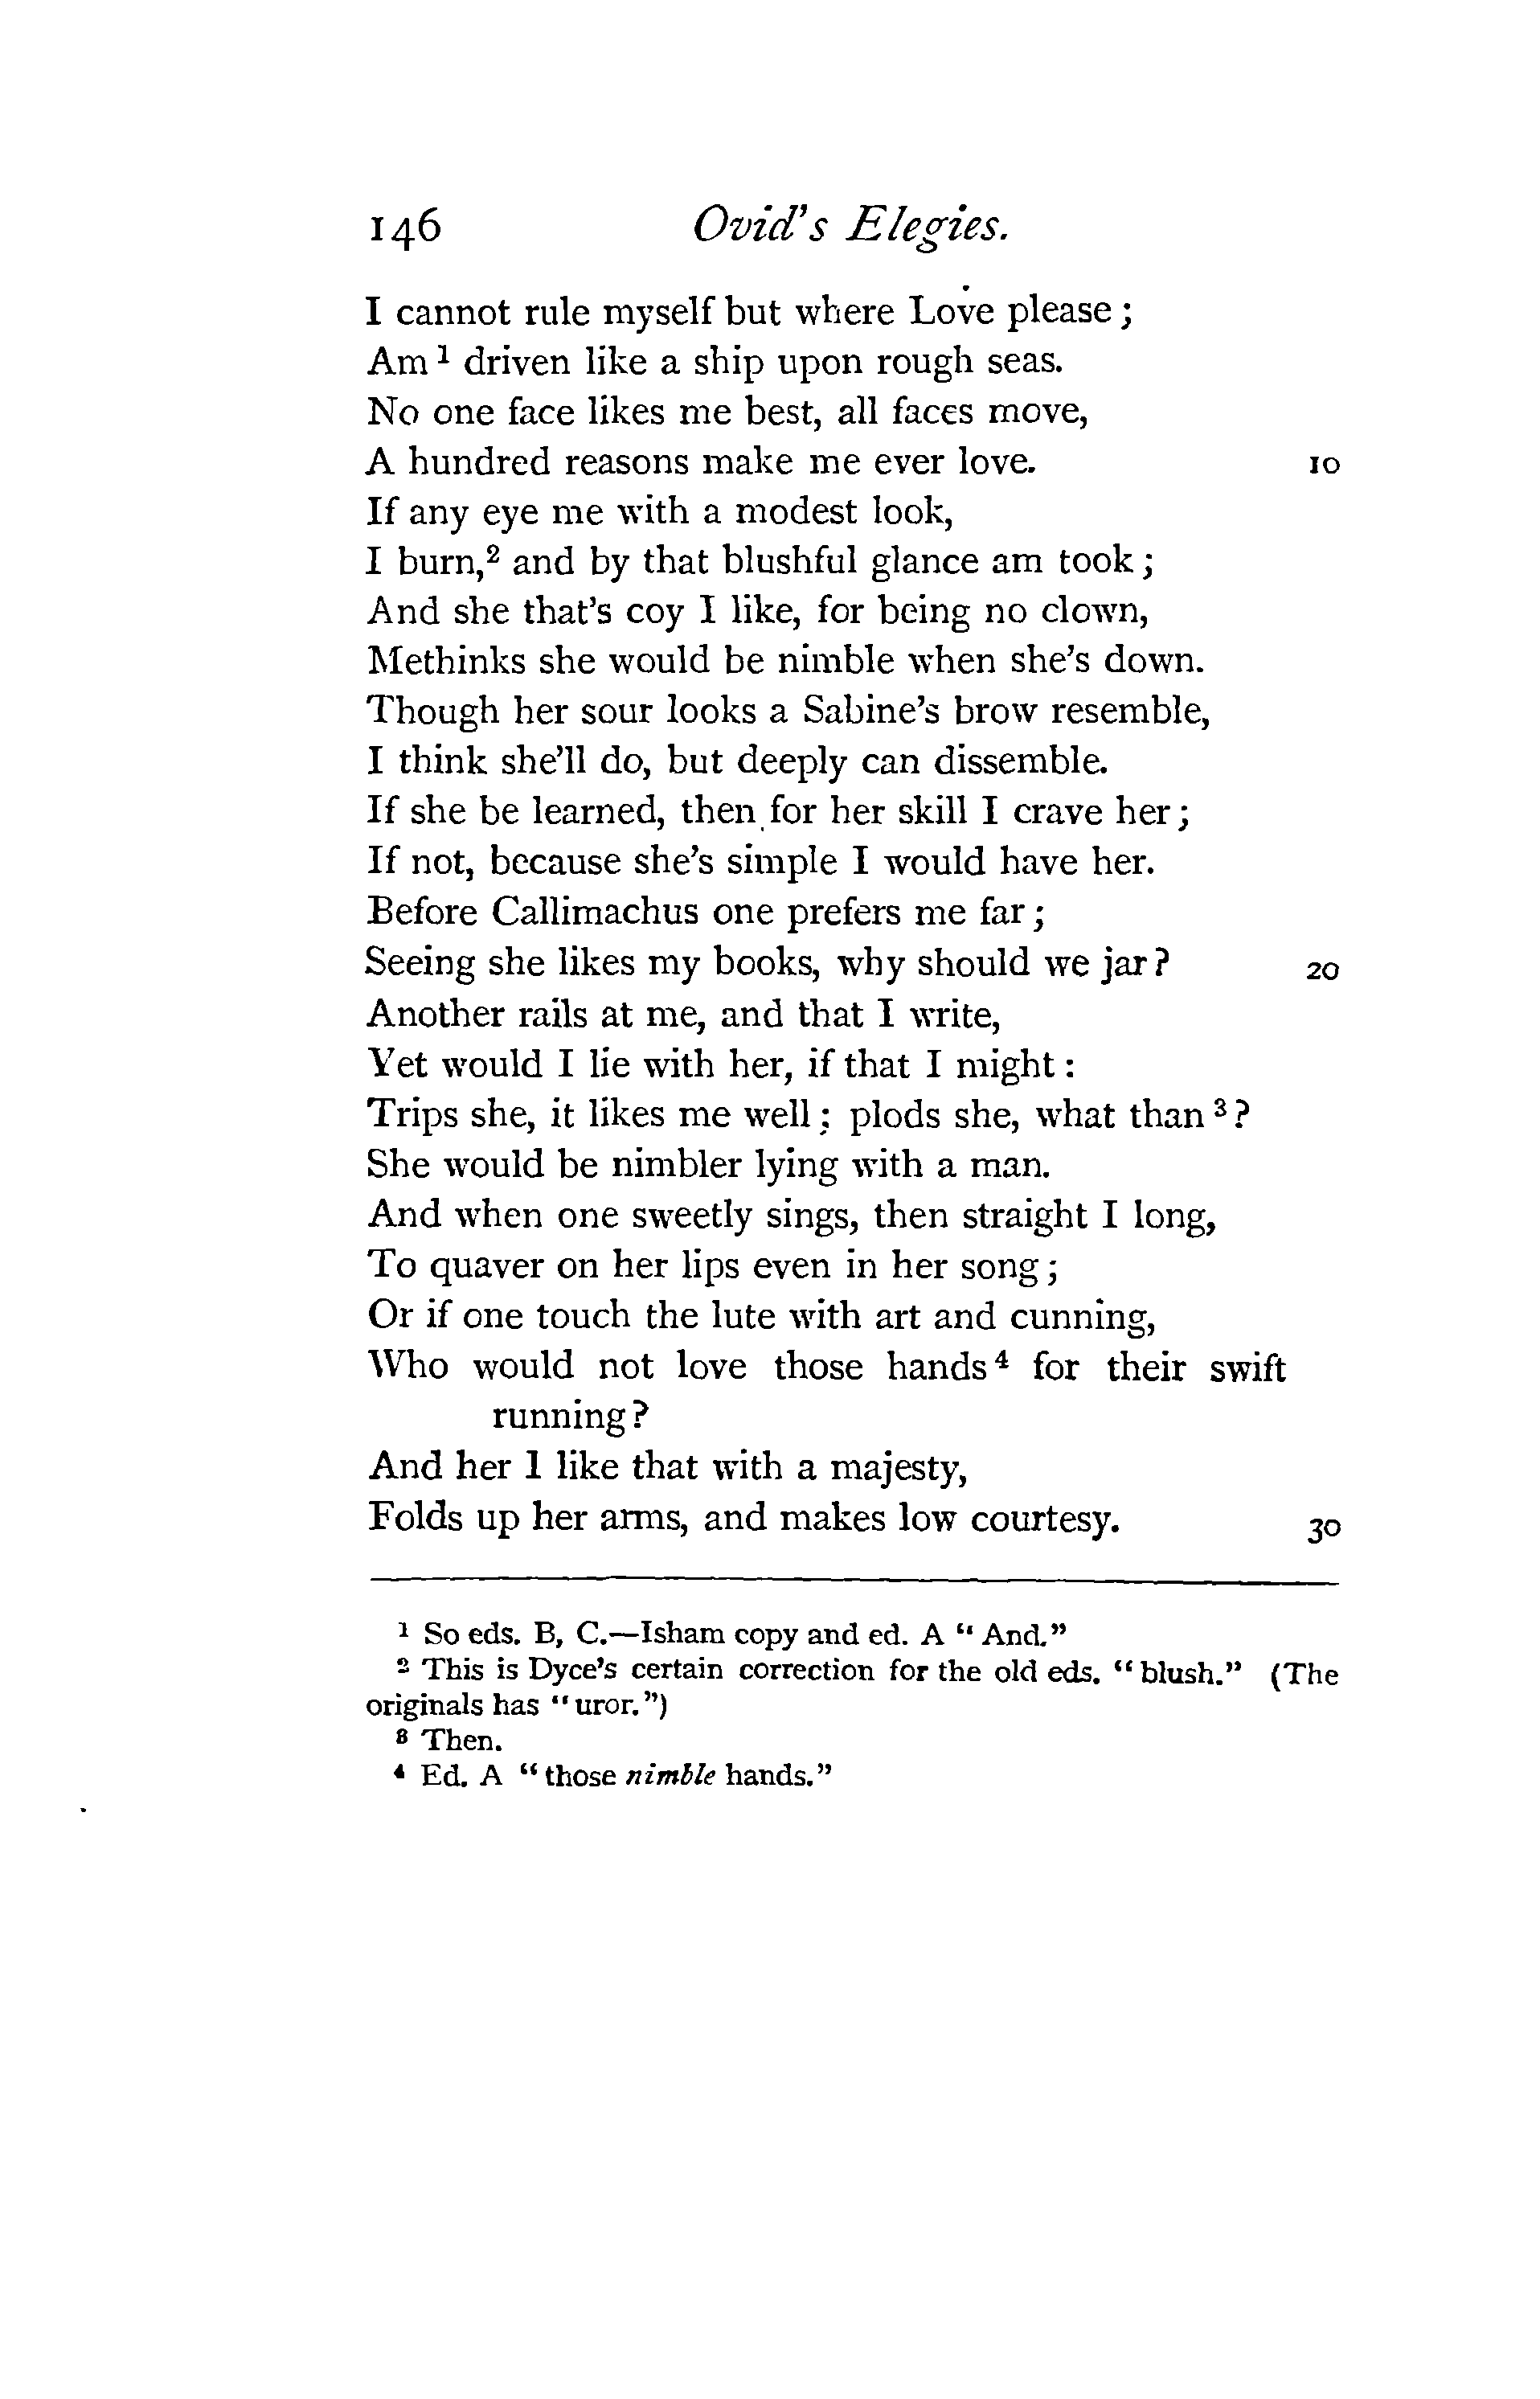 146 Ovid's Elegies.
I cannot rule myself but where Love please;
Am¹ driven like a ship upon rough seas.
No one face likes me best, all faces move,
A hundred reasons make me ever love. 10
If any eye me with a modest look,
I burn,² and by that blushful glance am took;
And she that's coy I like, for being no clown,
Methinks she would be nimble when she's down.
Though her sour looks a Sabine's brow resemble,
I think she'll do, but deeply can dissemble.
If she be learned, then for her skill I crave her;
If not, because she's simple I would have her.
Before Callimachus one prefers me far;
Seeing she likes my books, why should we jar? 20
Another rails at me, and that I write,
Yet would I lie with her, if that I might:
Trips she, it likes me well; plods she, what than³?
She would be nimbler lying with a man.
And when one sweetly sings, then straight I long,
To quaver on her lips even in her song;
Or if one touch the lute with art and cunning,
Who would not love those hands⁴ for their swift
running?
And her I like that with a majesty,
Folds up her arms, and makes low courtesy. 30
¹ So eds. B, C.—Isham copy and ed. A "And."
² This is Dyce's certain correction for the old eds. "blush." (The
originals has "uror.")
³ Then.
⁴ Ed. A "those nimble hands."